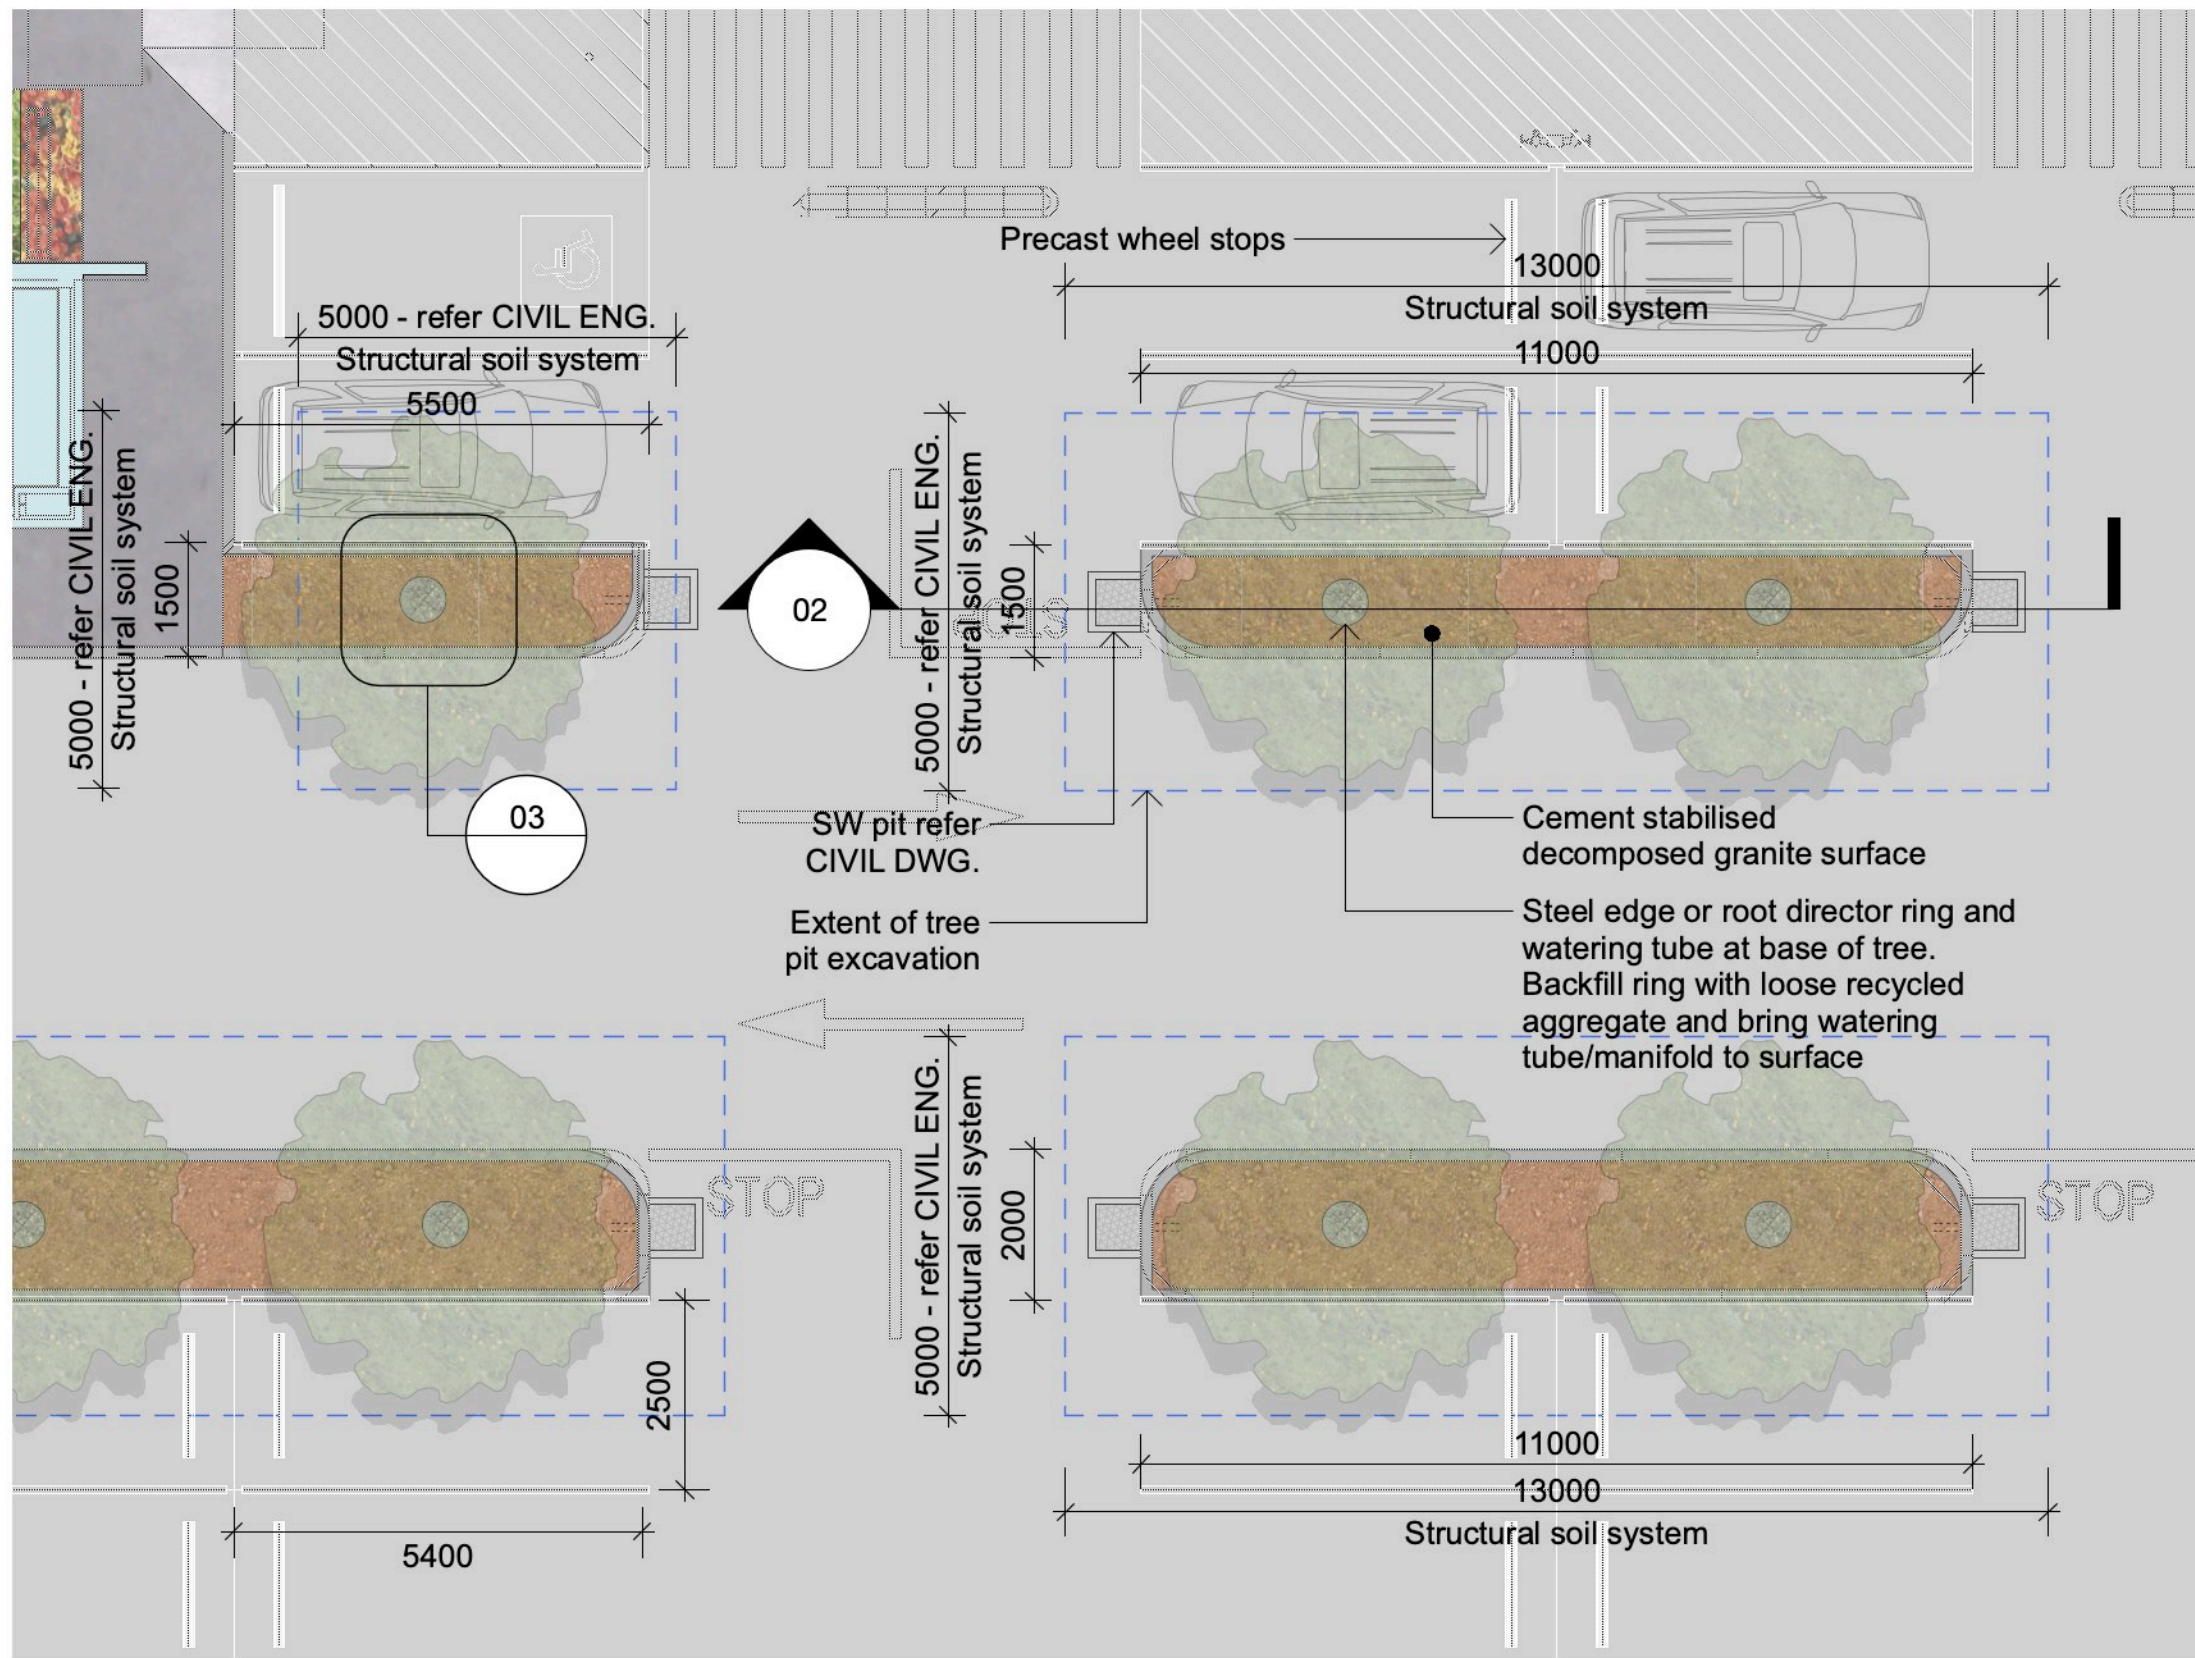 Precast wheel stops
13000
Structural soil system
11000
5000 - refer CIVIL ENG.
Structural soil system
5500
5000 - refer CIVIL ENG.
Structural soil system
1500
02
5000 - refer CIVIL ENG.
Structural soil system
1500
STOP
03
SW pit refer
CIVIL DWG.
Extent of tree
pit excavation
Cement stabilised
decomposed granite surface
Steel edge or root director ring and
watering tube at base of tree.
Backfill ring with loose recycled
aggregate and bring watering
tube/manifold to surface
STOP
5000 - refer CIVIL ENG.
Structural soil system
2000
STOP
2500
5400
11000
13000
Structural soil system